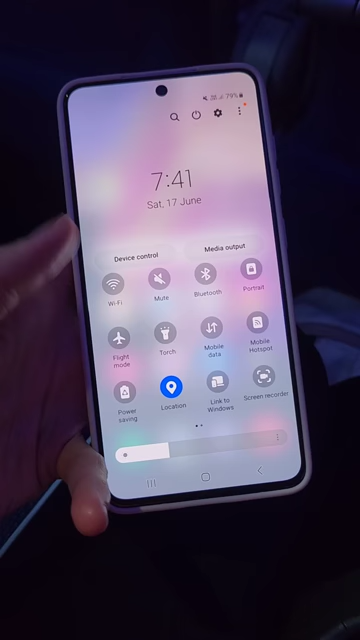 79%
7:41
Sat, 17 June
Device control Media output
Wi-Fi Mute Bluetooth Portrait
Flight mode Torch Mobile data Mobile Hotspot
Power saving Location Link to Windows Screen recorder